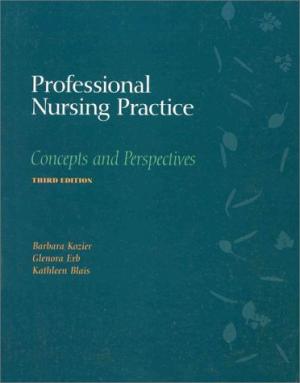 Professional
Nursing Practice
Concepts and Perspectives
THIRD EDITION
Barbara Kozier
Glenora Erb
Kathleen Blais